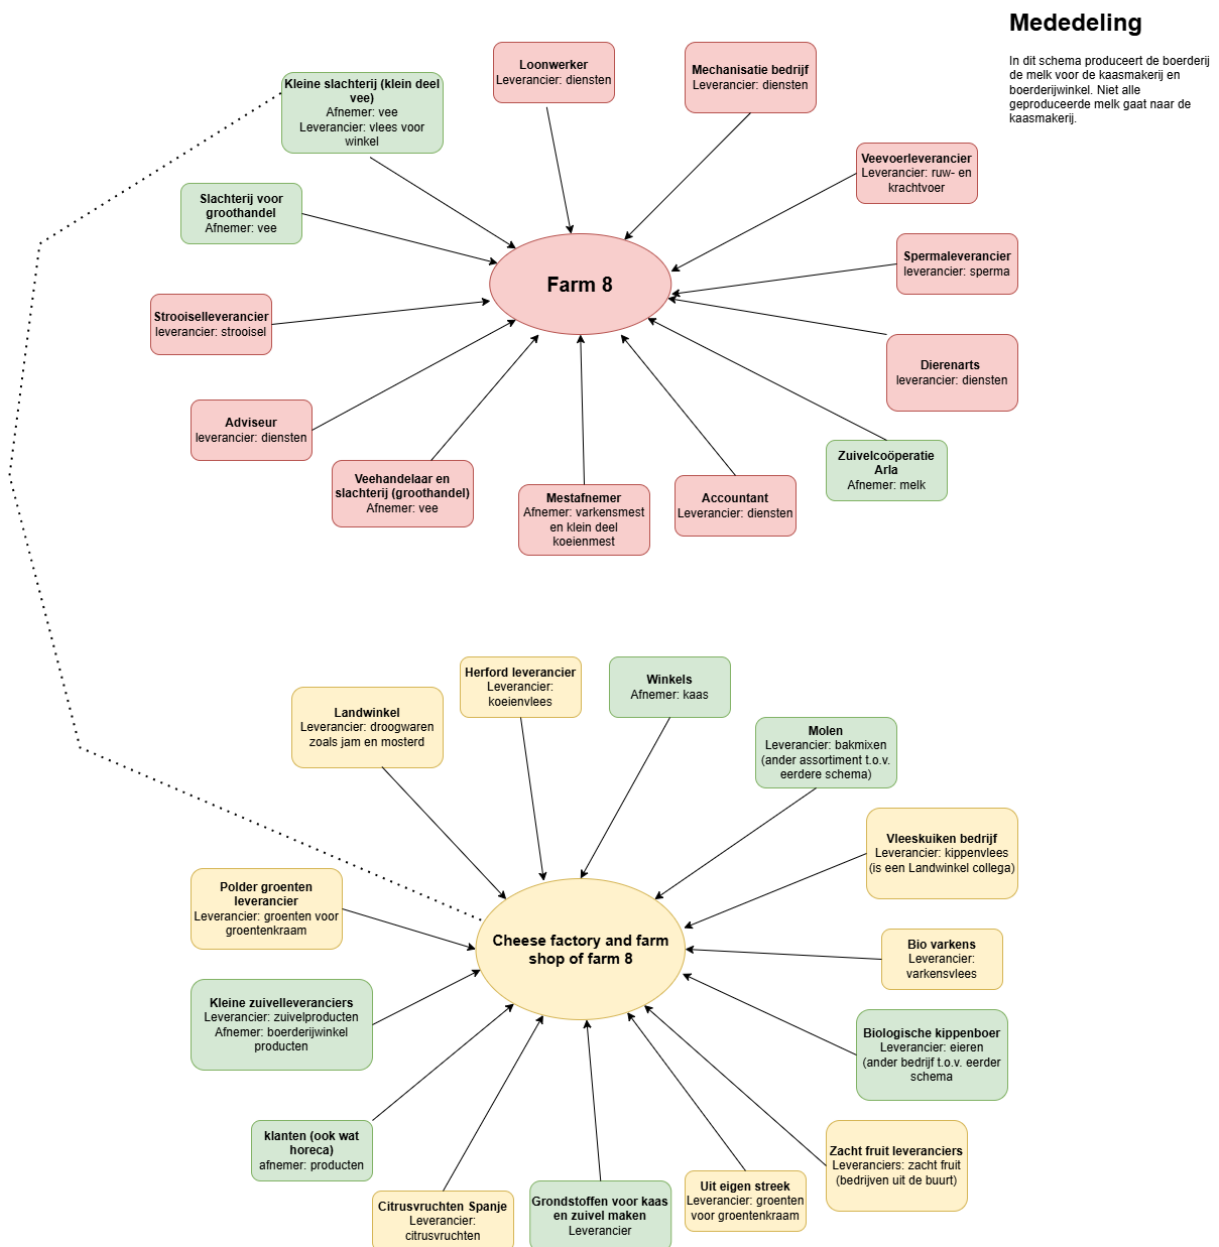 Mededeling
In dit schema produceert de boerderij
de melk voor de kaasmakerij en
boerderijwinkel. Niet alle
geproduceerde melk gaat naar de
kaasmakerij.
Loonwerker
Leverancier: diensten
Mechanisatie bedrijf
Leverancier: diensten
Kleine slachterij (klein deel
vee)
Afnemer: vee
Leverancier: vlees voor
winkel
Veevoerleverancier
Leverancier: ruw- en
krachtvoer
Slachterij voor
groothandel
Afnemer: vee
Spermaleverancier
leverancier: sperma
Farm 8
Strooiselleverancier
leverancier: strooisel
Dierenarts
leverancier: diensten
Adviseur
leverancier: diensten
Zuivelcoöperatie
Arla
Afnemer: melk
Veehandelaar en
slachterij (groothandel)
Afnemer: vee
Mestafnemer
Afnemer: varkensmest
en klein deel
koeienmest
Accountant
Leverancier: diensten
Herford leverancier
Leverancier:
koeienvlees
Winkels
Afnemer: kaas
Landwinkel
Leverancier: droogwaren
zoals jam en mosterd
Molen
Leverancier: bakmixen
(ander assortiment t.o.v.
eerdere schema)
Vleeskuiken bedrijf
Leverancier: kippenvlees
(is een Landwinkel collega)
Polder groenten
leverancier
Leverancier: groenten voor
groentenkraam
Cheese factory and farm
shop of farm 8
Bio varkens
Leverancier:
varkensvlees
Kleine zuivelleveranciers
Leverancier: zuivelproducten
Afnemer: boerderijwinkel
producten
Biologische kippenboer
Leverancier: eieren
(ander bedrijf t.o.v. eerder
schema
klanten (ook wat
horeca)
afnemer: producten
Zacht fruit leveranciers
Leveranciers: zacht fruit
(bedrijven uit de buurt)
Citrusvruchten Spanje
Leverancier:
citrusvruchten
Grondstoffen voor kaas
en zuivel maken
Leverancier
Uit eigen streek
Leverancier: groenten
voor groentenkraam